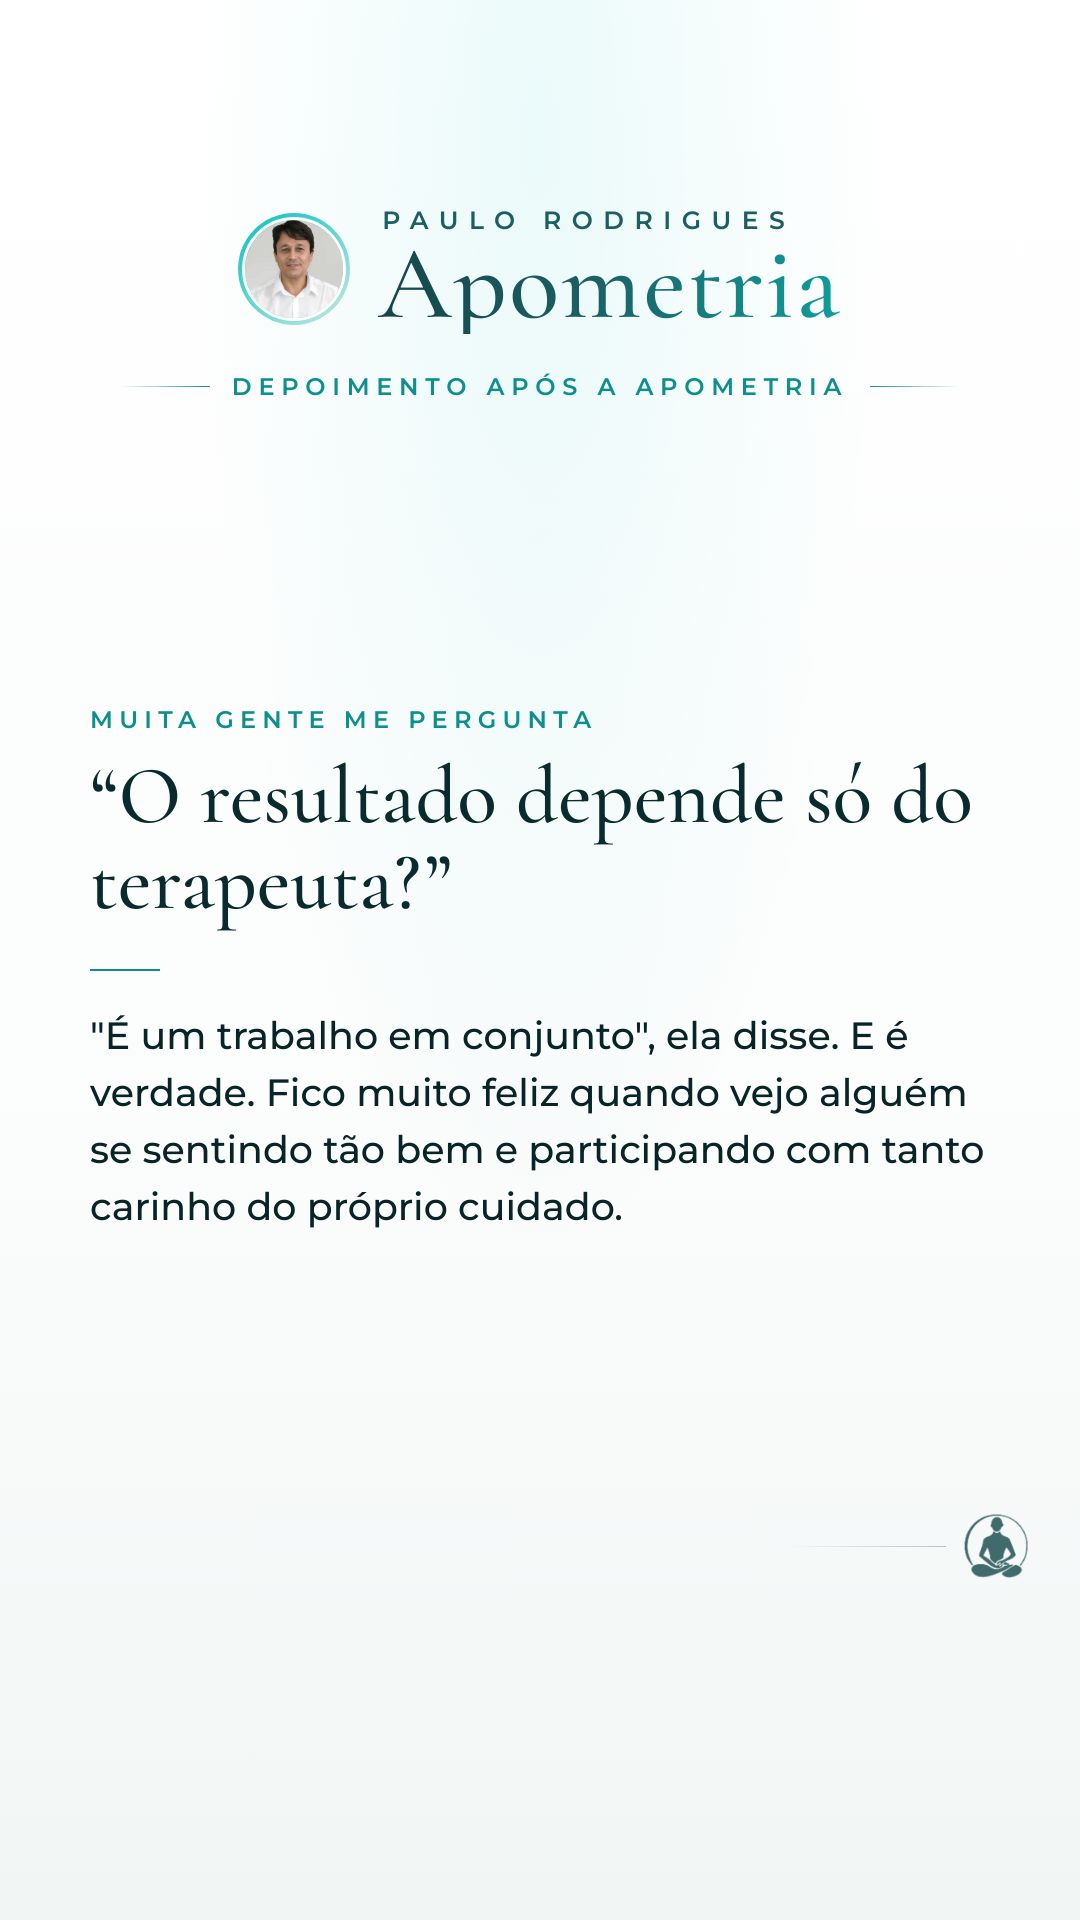 PAULO RODRIGUES
Apometria
DEPOIMENTO APÓS A APOMETRIA
MUITA GENTE ME PERGUNTA
“O resultado depende só do
terapeuta?”
"É um trabalho em conjunto", ela disse. E é
verdade. Fico muito feliz quando vejo alguém
se sentindo tão bem e participando com tanto
carinho do próprio cuidado.